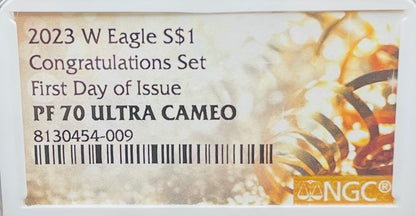 2023 W Eagle S$1
Congratulations Set
First Day of Issue
PF 70 ULTRA CAMEO
8130454-009
NGC®